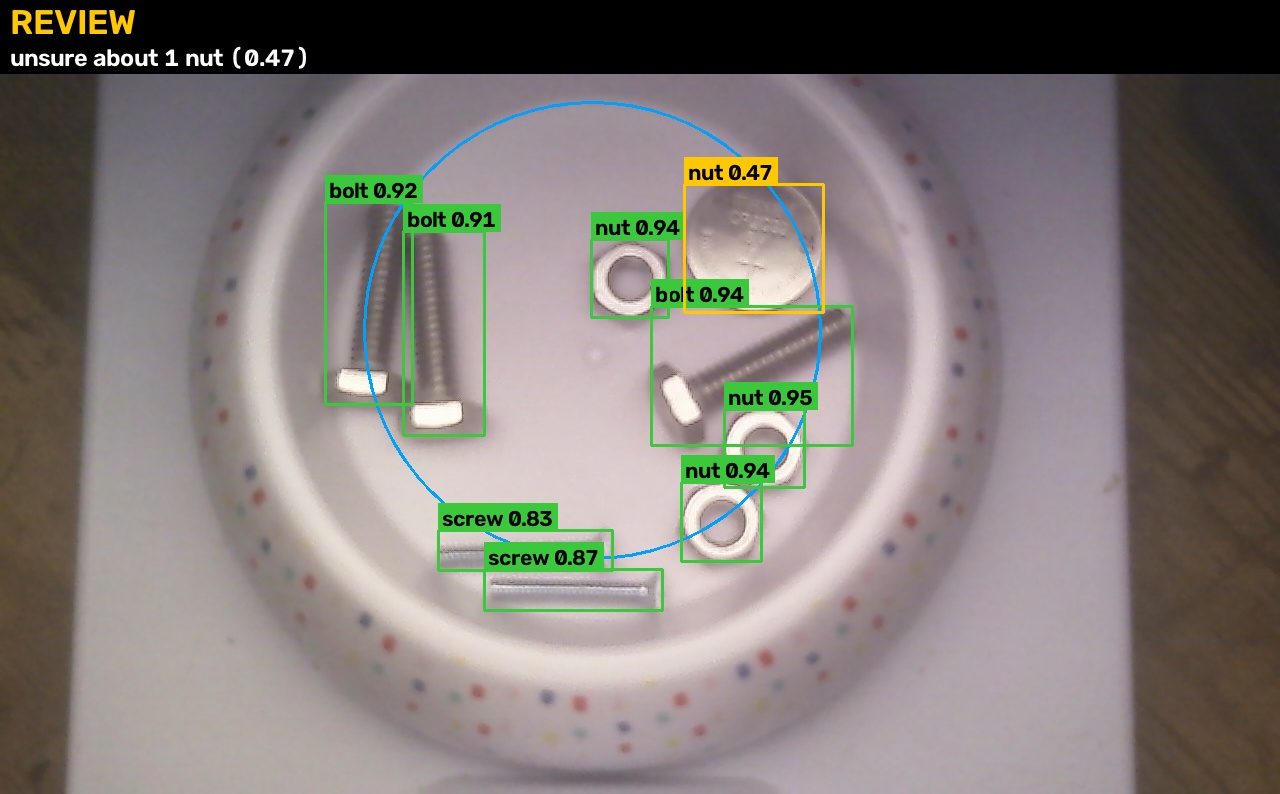 REVIEW
unsure about 1 nut (0.47)
nut 0.47
bolt 0.92
bolt 0.91
nut 0.94
bolt 0.94
nut 0.95
nut 0.94
screw 0.83
screw 0.87